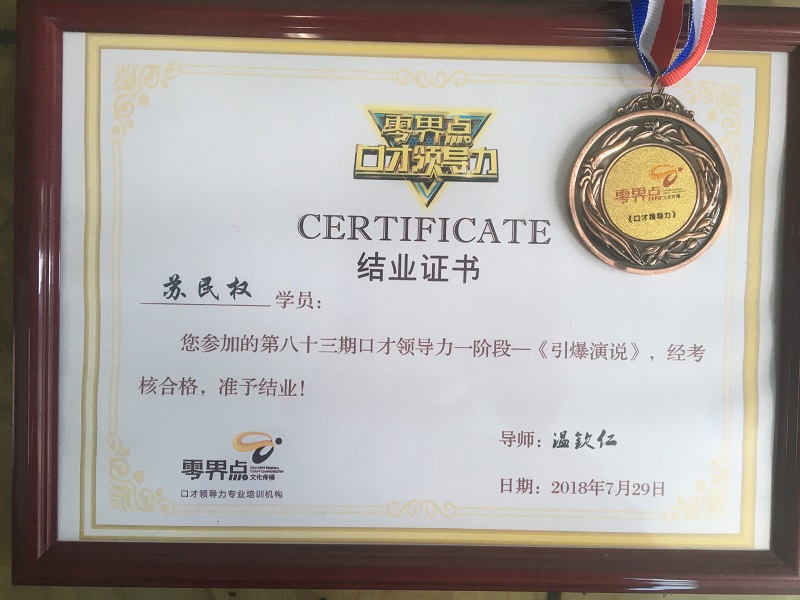 零界点
口才领导力
CERTIFICATE
结业证书
苏民权 学员：
您参加的第八十三期口才领导力一阶段—《引爆演说》，经考
核合格，准予结业！
导师：温钦仁
日期：2018年7月29日
零界点
文化传播
口才领导力专业培训机构
零界点
文化传播
《口才领导力》